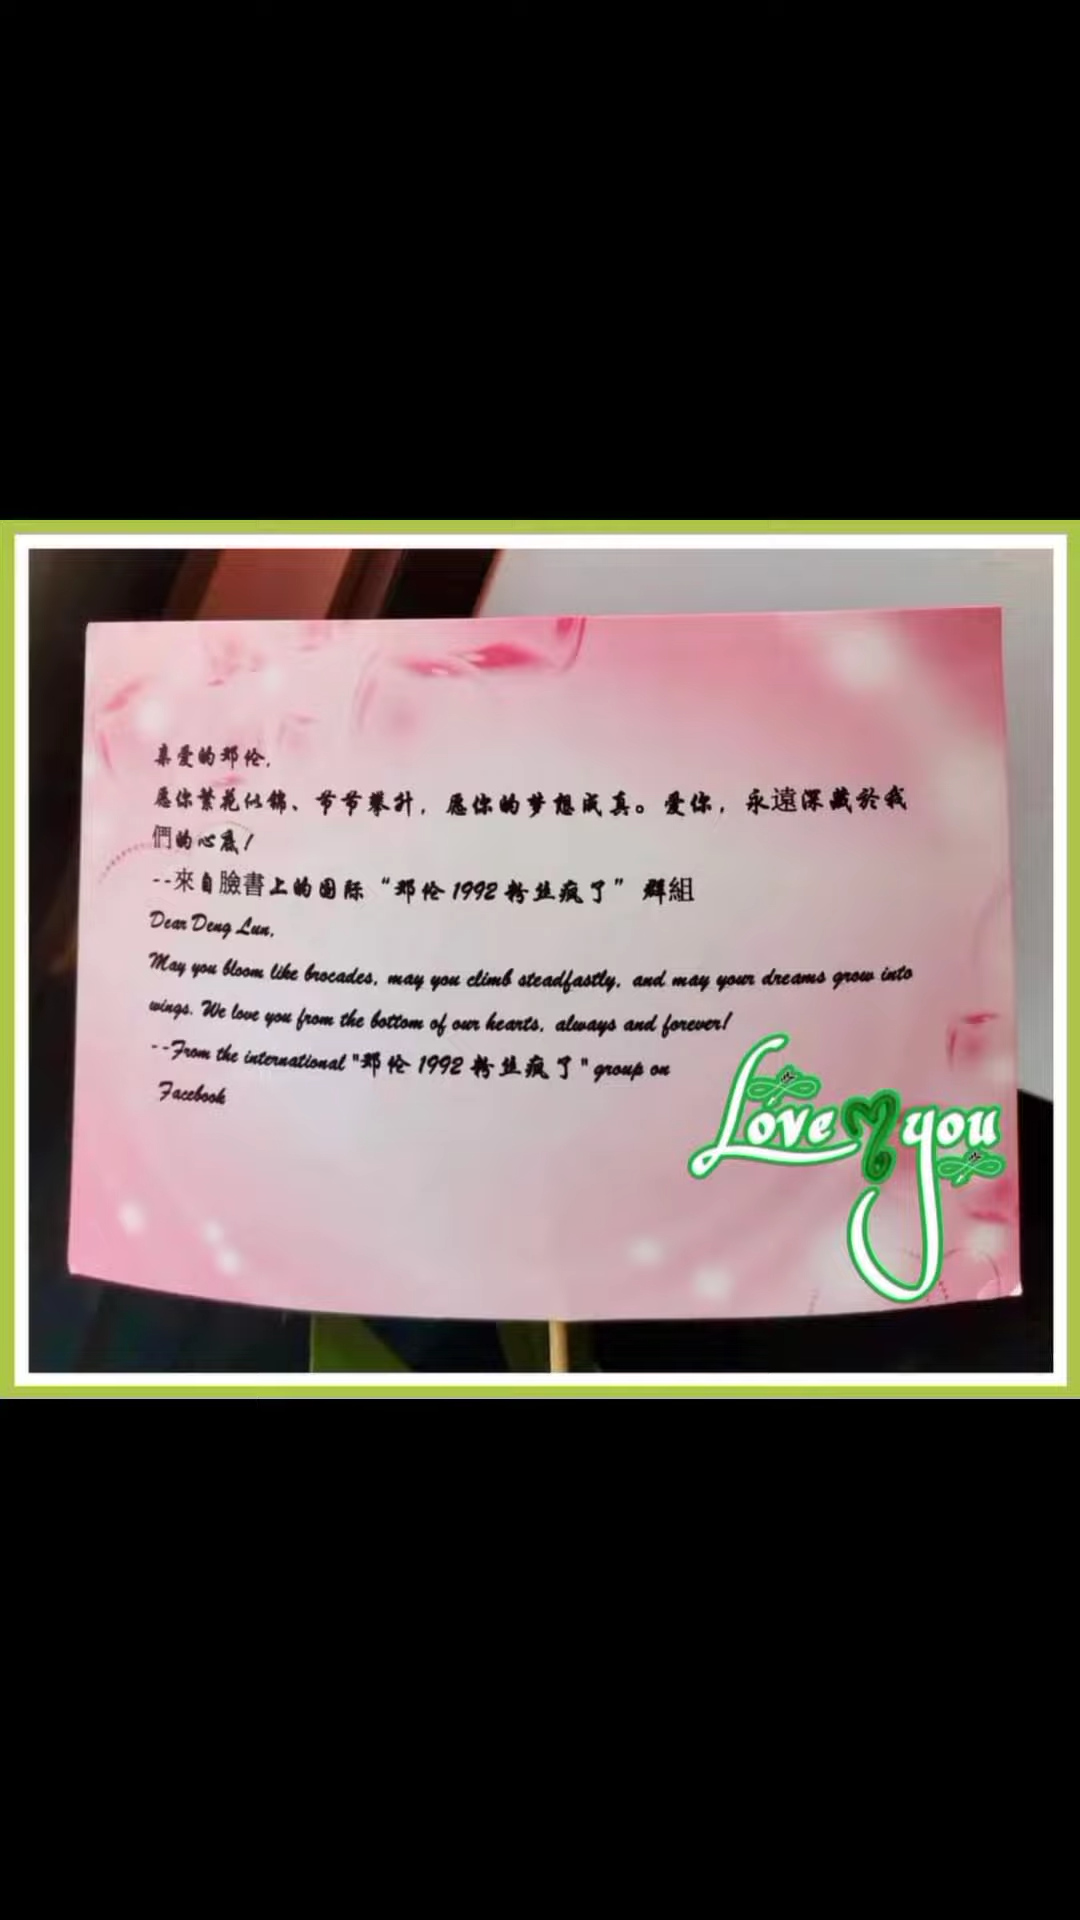 亲爱的邓伦,
愿你繁花似锦、节节攀升，愿你的梦想成真。爱你，永遠深藏於我
們的心底!
--來自臉書上的国际“邓伦1992粉丝疯了”群組
Dear Deng Lun,
May you bloom like brocades, may you climb steadfastly, and may your dreams grow into
wings. We love you from the bottom of our hearts, always and forever!
--From the international "邓伦1992粉丝疯了" group on
Facebook
Love you